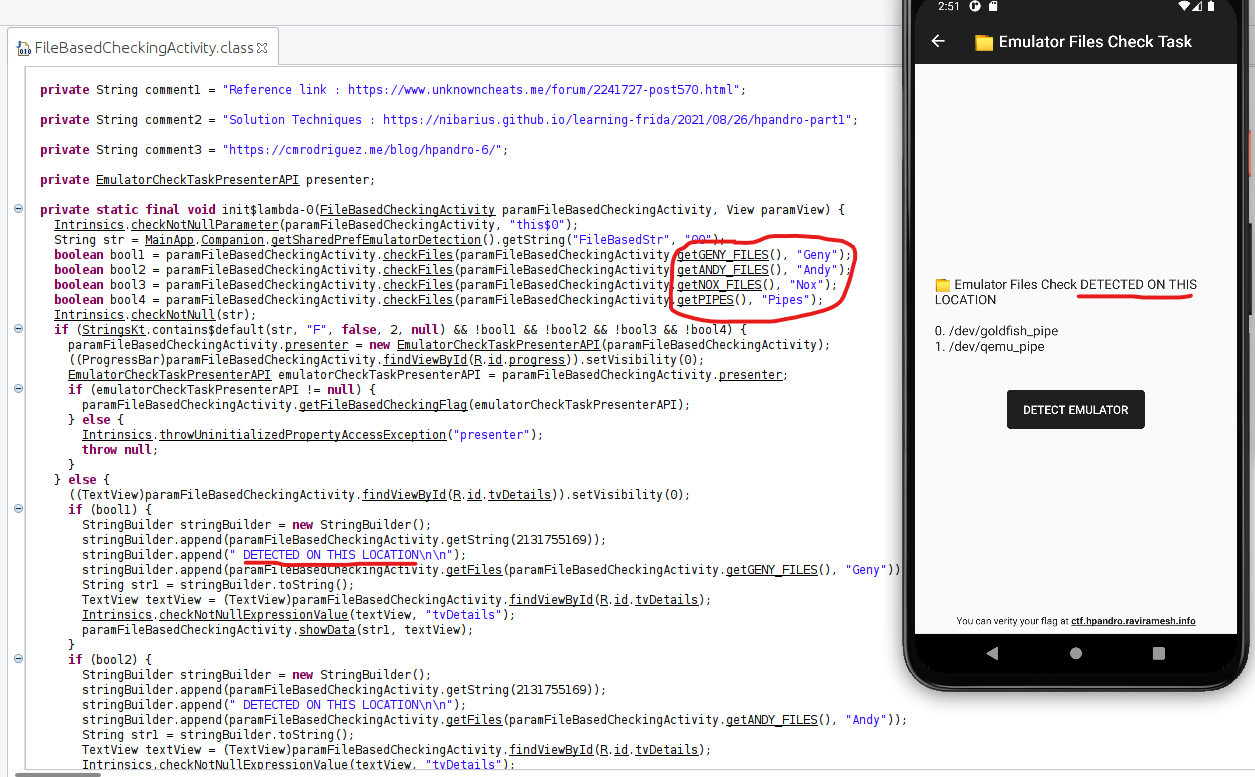 FileBasedCheckingActivity.class
private String comment1 = "Reference link : https://www.unknowncheats.me/forum/2241727-post570.html";
private String comment2 = "Solution Techniques : https://nibarius.github.io/learning-frida/2021/08/26/hpandro-part1";
private String comment3 = "https://cmrodriguez.me/blog/hpandro-6/";
private EmulatorCheckTaskPresenterAPI presenter;
private static final void init$lambda-0(FileBasedCheckingActivity paramFileBasedCheckingActivity, View paramView) {
Intrinsics.checkNotNullParameter(paramFileBasedCheckingActivity, "this$0");
String str = MainApp.Companion.getSharedPrefEmulatorDetection().getString("FileBasedStr", "00");
boolean bool1 = paramFileBasedCheckingActivity.checkFiles(paramFileBasedCheckingActivity.getGENY_FILES(), "Geny");
boolean bool2 = paramFileBasedCheckingActivity.checkFiles(paramFileBasedCheckingActivity.getANDY_FILES(), "Andy");
boolean bool3 = paramFileBasedCheckingActivity.checkFiles(paramFileBasedCheckingActivity.getNOX_FILES(), "Nox");
boolean bool4 = paramFileBasedCheckingActivity.checkFiles(paramFileBasedCheckingActivity.getPIPES(), "Pipes");
Intrinsics.checkNotNull(str);
if (StringsKt.contains$default(str, "F", false, 2, null) && !bool1 && !bool2 && !bool3 && !bool4) {
paramFileBasedCheckingActivity.presenter = new EmulatorCheckTaskPresenterAPI(paramFileBasedCheckingActivity);
((ProgressBar)paramFileBasedCheckingActivity.findViewById(R.id.progress)).setVisibility(0);
EmulatorCheckTaskPresenterAPI emulatorCheckTaskPresenterAPI = paramFileBasedCheckingActivity.presenter;
if (emulatorCheckTaskPresenterAPI != null) {
paramFileBasedCheckingActivity.getFileBasedCheckingFlag(emulatorCheckTaskPresenterAPI);
} else {
Intrinsics.throwUninitializedPropertyAccessException("presenter");
throw null;
}
} else {
((TextView)paramFileBasedCheckingActivity.findViewById(R.id.tvDetails)).setVisibility(0);
if (bool1) {
StringBuilder stringBuilder = new StringBuilder();
stringBuilder.append(paramFileBasedCheckingActivity.getString(2131755169));
stringBuilder.append(" DETECTED ON THIS LOCATION\n\n");
stringBuilder.append(paramFileBasedCheckingActivity.getFiles(paramFileBasedCheckingActivity.getGENY_FILES(), "Geny"))
String str1 = stringBuilder.toString();
TextView textView = (TextView)paramFileBasedCheckingActivity.findViewById(R.id.tvDetails);
Intrinsics.checkNotNullExpressionValue(textView, "tvDetails");
paramFileBasedCheckingActivity.showData(str1, textView);
}
if (bool2) {
StringBuilder stringBuilder = new StringBuilder();
stringBuilder.append(paramFileBasedCheckingActivity.getString(2131755169));
stringBuilder.append(" DETECTED ON THIS LOCATION\n\n");
stringBuilder.append(paramFileBasedCheckingActivity.getFiles(paramFileBasedCheckingActivity.getANDY_FILES(), "Andy"));
String str1 = stringBuilder.toString();
TextView textView = (TextView)paramFileBasedCheckingActivity.findViewById(R.id.tvDetails);
Intrinsics.checkNotNullExpressionValue(textView, "tvDetails");
2:51
Emulator Files Check Task
Emulator Files Check DETECTED ON THIS
LOCATION
0. /dev/goldfish_pipe
1. /dev/qemu_pipe
DETECT EMULATOR
You can verity your flag at ctf.hpandro.raviramesh.info